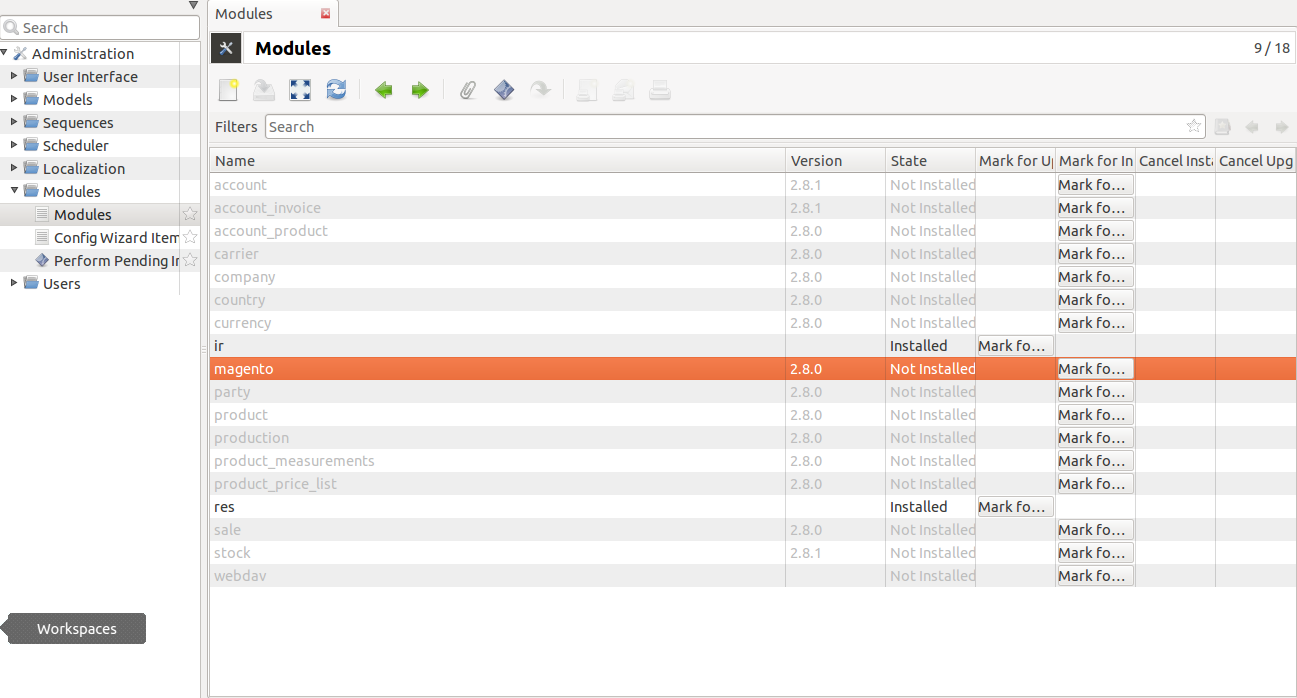 Search
Administration
User Interface
Models
Sequences
Scheduler
Localization
Modules
Modules
Config Wizard Item
Perform Pending In
Users
Workspaces
Modules
Modules 9 / 18
Filters Search
Name Version State Mark for Up Mark for In Cancel Insta Cancel Upg
account 2.8.1 Not Installed Mark fo...
account_invoice 2.8.1 Not Installed Mark fo...
account_product 2.8.0 Not Installed Mark fo...
carrier 2.8.0 Not Installed Mark fo...
company 2.8.0 Not Installed Mark fo...
country 2.8.0 Not Installed Mark fo...
currency 2.8.0 Not Installed Mark fo...
ir Installed Mark fo...
magento 2.8.0 Not Installed Mark fo...
party 2.8.0 Not Installed Mark fo...
product 2.8.0 Not Installed Mark fo...
production 2.8.0 Not Installed Mark fo...
product_measurements 2.8.0 Not Installed Mark fo...
product_price_list 2.8.0 Not Installed Mark fo...
res Installed Mark fo...
sale 2.8.0 Not Installed Mark fo...
stock 2.8.1 Not Installed Mark fo...
webdav Not Installed Mark fo...